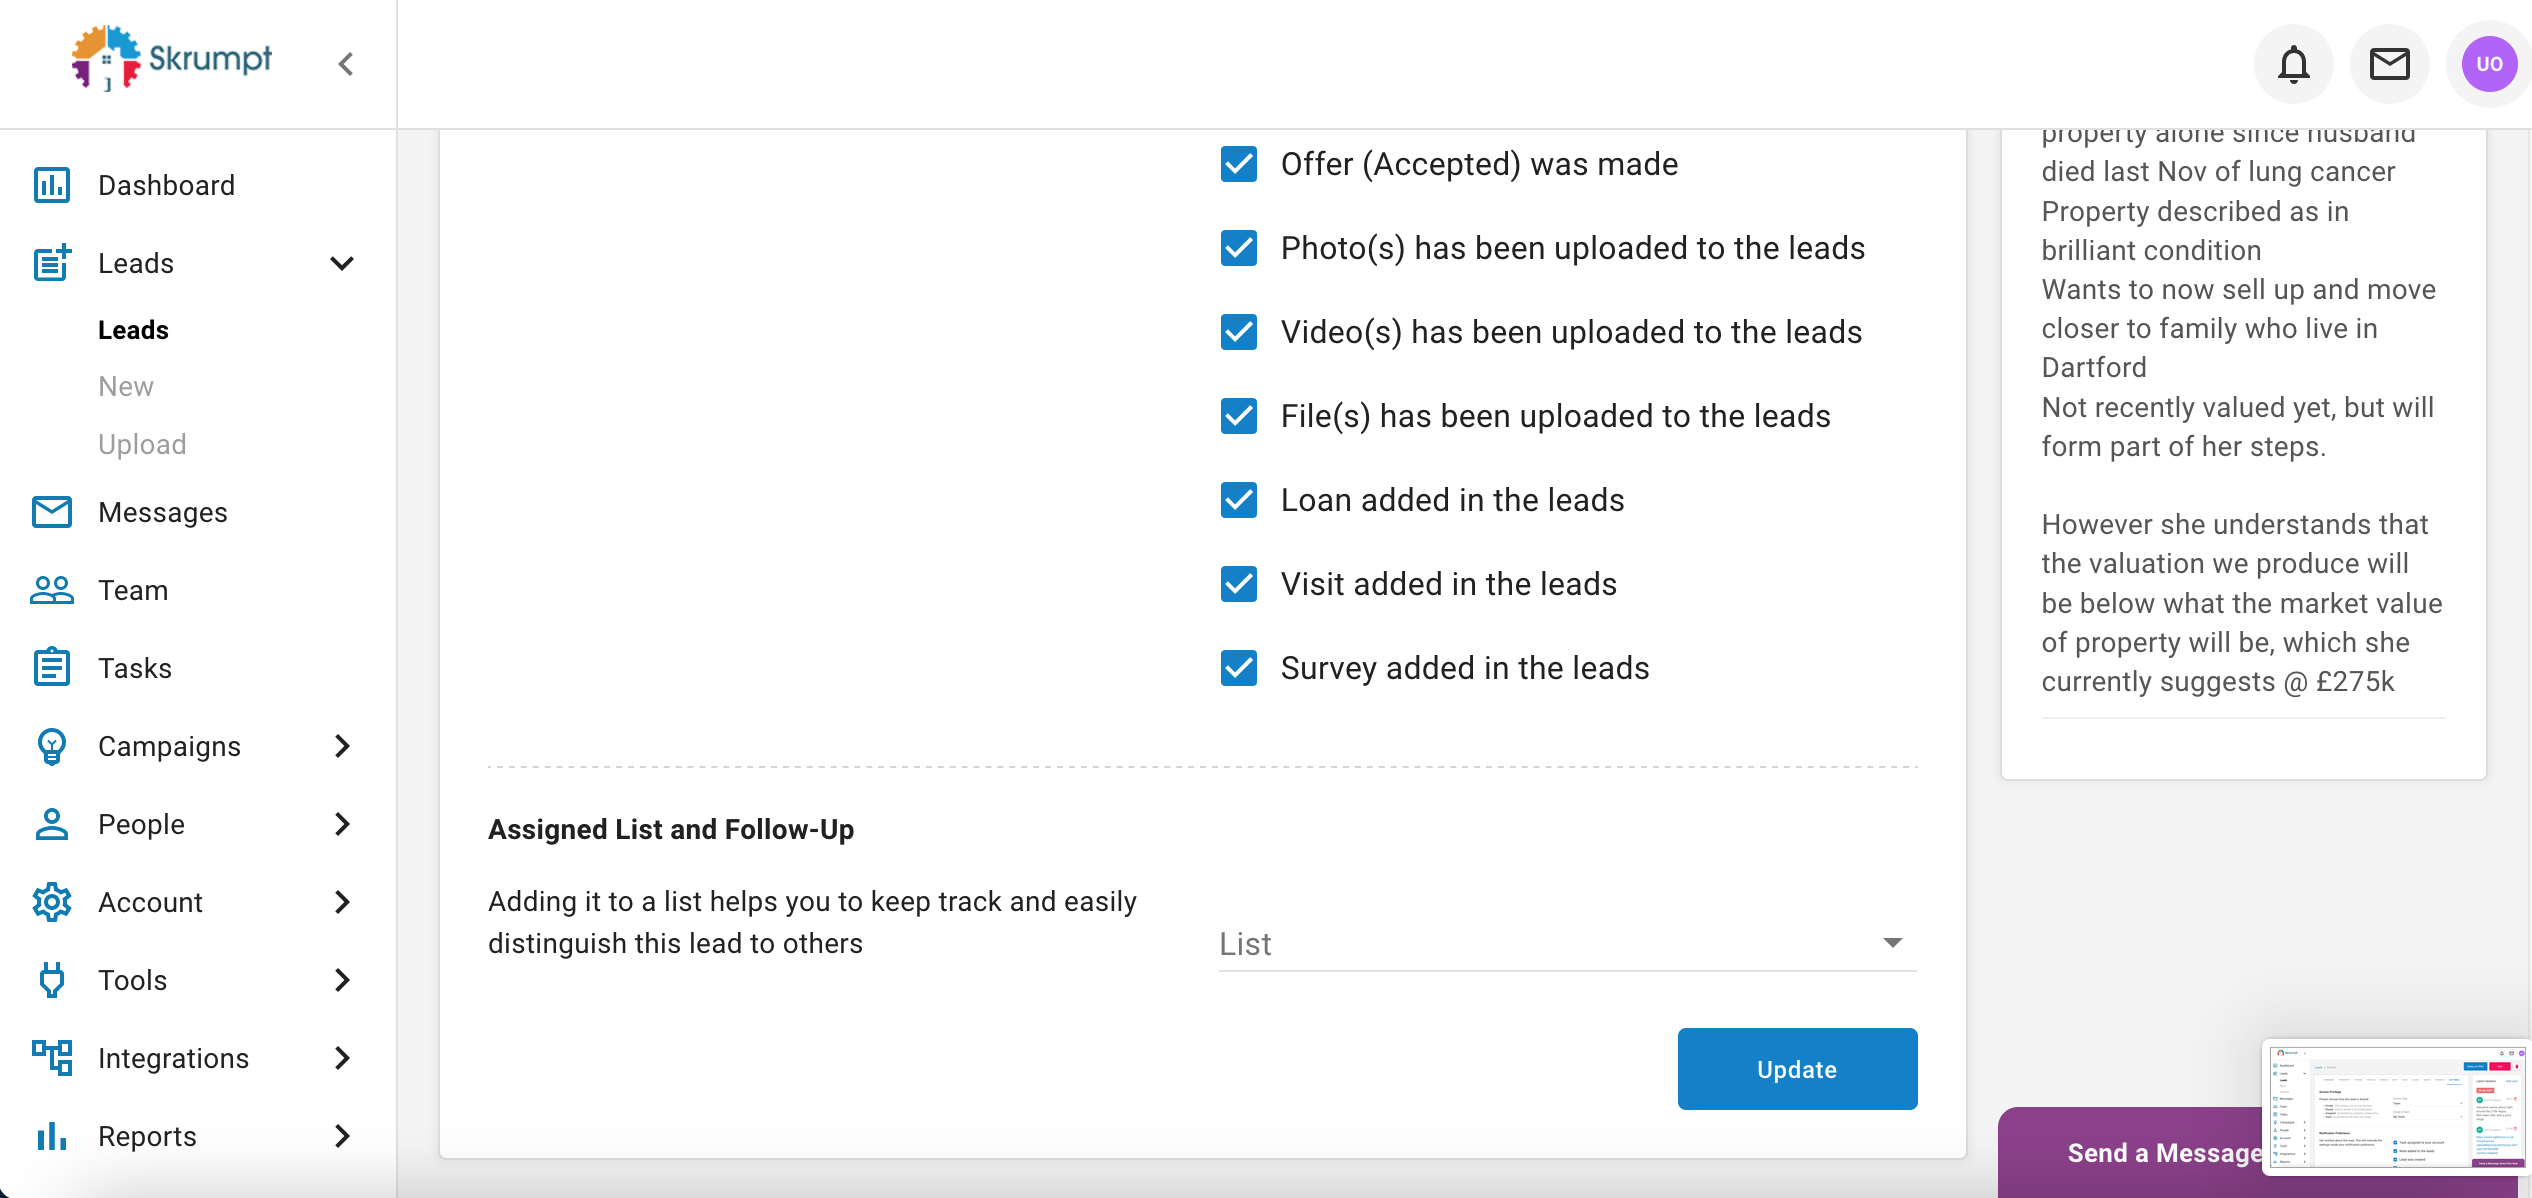 Skrumpt
UO
Dashboard
Leads
Leads
New
Upload
Messages
Team
Tasks
Campaigns
People
Account
Tools
Integrations
Reports
Offer (Accepted) was made
Photo(s) has been uploaded to the leads
Video(s) has been uploaded to the leads
File(s) has been uploaded to the leads
Loan added in the leads
Visit added in the leads
Survey added in the leads
Assigned List and Follow-Up
Adding it to a list helps you to keep track and easily
distinguish this lead to others
List
Update
property alone since husband
died last Nov of lung cancer
Property described as in
brilliant condition
Wants to now sell up and move
closer to family who live in
Dartford
Not recently valued yet, but will
form part of her steps.
However she understands that
the valuation we produce will
be below what the market value
of property will be, which she
currently suggests @ £275k
Send a Message